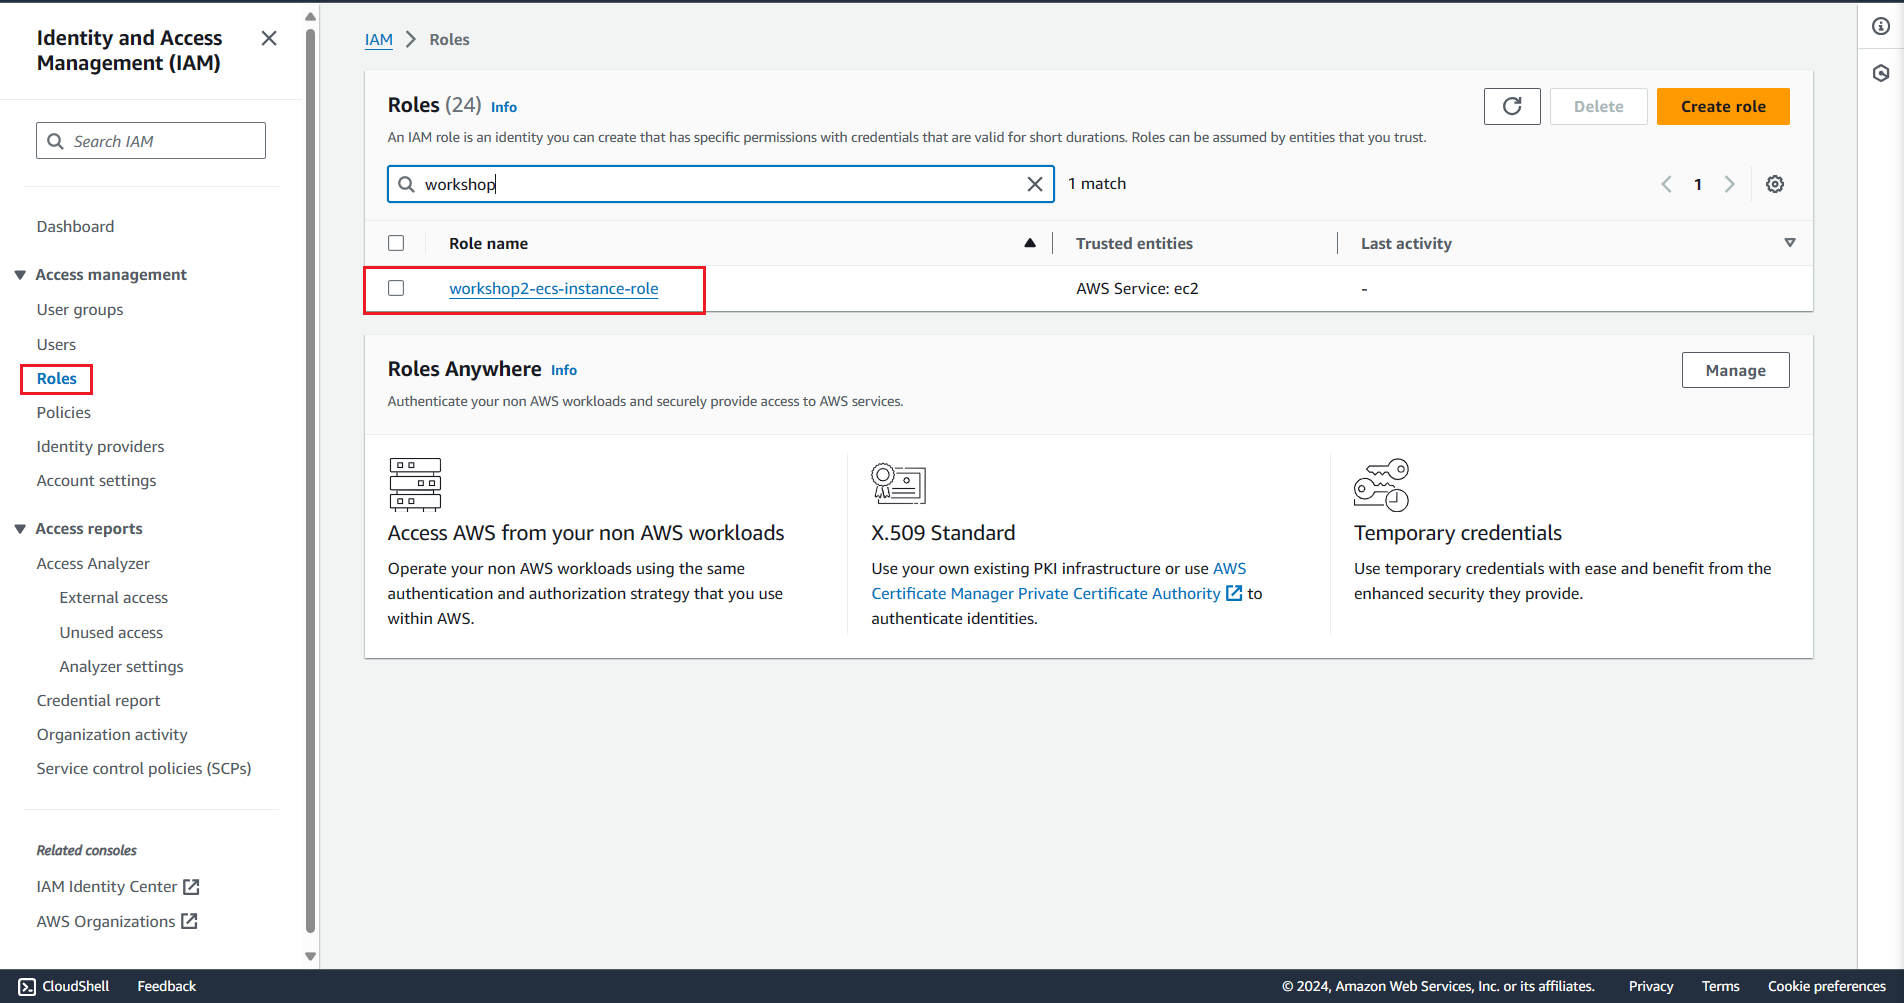 Identity and Access
Management (IAM)
Search IAM
Dashboard
Access management
User groups
Users
Roles
Policies
Identity providers
Account settings
Access reports
Access Analyzer
External access
Unused access
Analyzer settings
Credential report
Organization activity
Service control policies (SCPs)
Related consoles
IAM Identity Center
AWS Organizations
IAM > Roles
Roles (24) Info
Delete
Create role
An IAM role is an identity you can create that has specific permissions with credentials that are valid for short durations. Roles can be assumed by entities that you trust.
workshop
1 match
1
Role name
Trusted entities
Last activity
workshop2-ecs-instance-role
AWS Service: ec2
-
Roles Anywhere Info
Manage
Authenticate your non AWS workloads and securely provide access to AWS services.
Access AWS from your non AWS workloads
Operate your non AWS workloads using the same
authentication and authorization strategy that you use
within AWS.
X.509 Standard
Use your own existing PKI infrastructure or use AWS
Certificate Manager Private Certificate Authority to
authenticate identities.
Temporary credentials
Use temporary credentials with ease and benefit from the
enhanced security they provide.
CloudShell
Feedback
© 2024, Amazon Web Services, Inc. or its affiliates.
Privacy
Terms
Cookie preferences